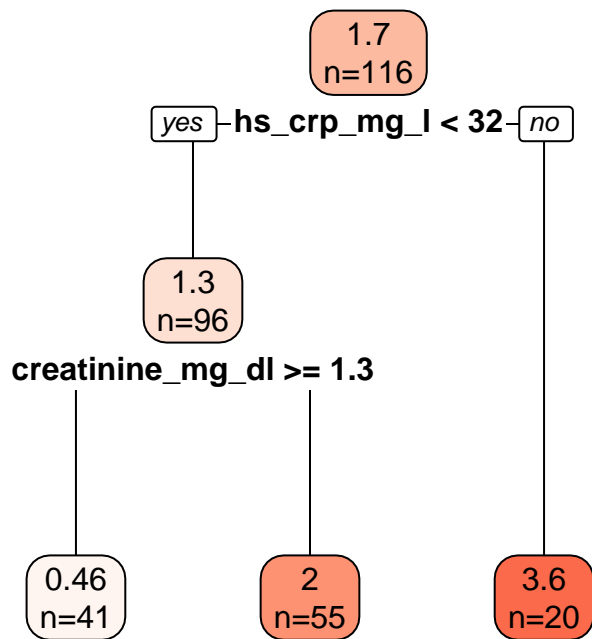 1.7
n=116
yes hs_crp_mg_l < 32 no
1.3
n=96
creatinine_mg_dl >= 1.3
0.46
n=41
2
n=55
3.6
n=20